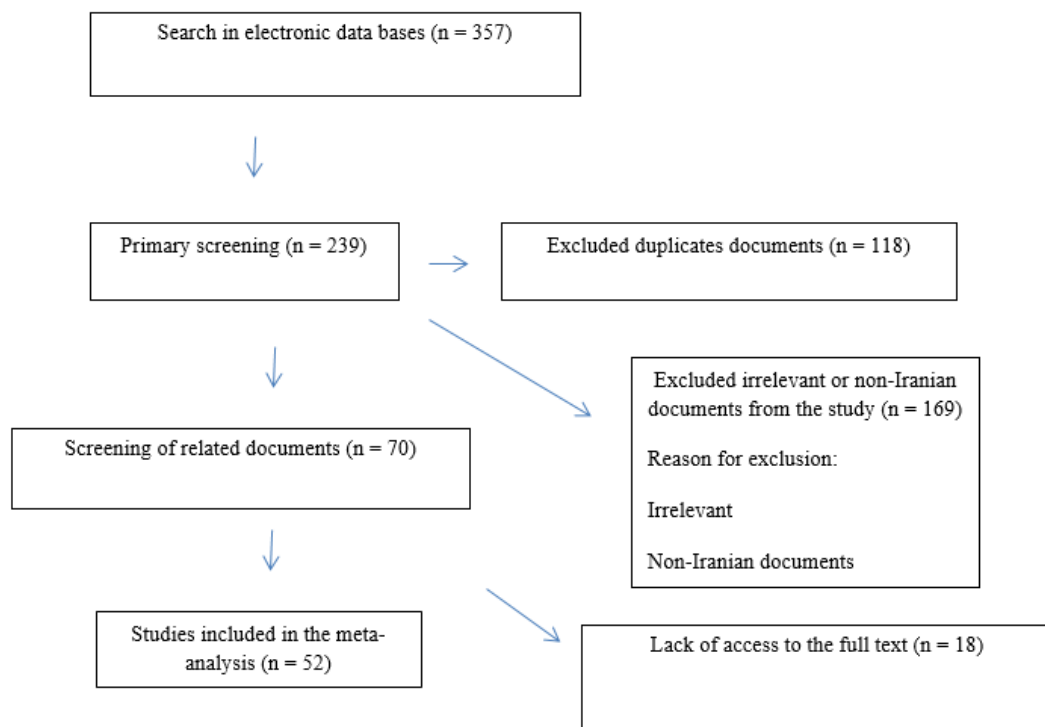 Search in electronic data bases (n = 357)
Primary screening (n = 239)
Excluded duplicates documents (n = 118)
Excluded irrelevant or non-Iranian
documents from the study (n = 169)
Reason for exclusion:
Irrelevant
Non-Iranian documents
Screening of related documents (n = 70)
Studies included in the meta-
analysis (n = 52)
Lack of access to the full text (n = 18)